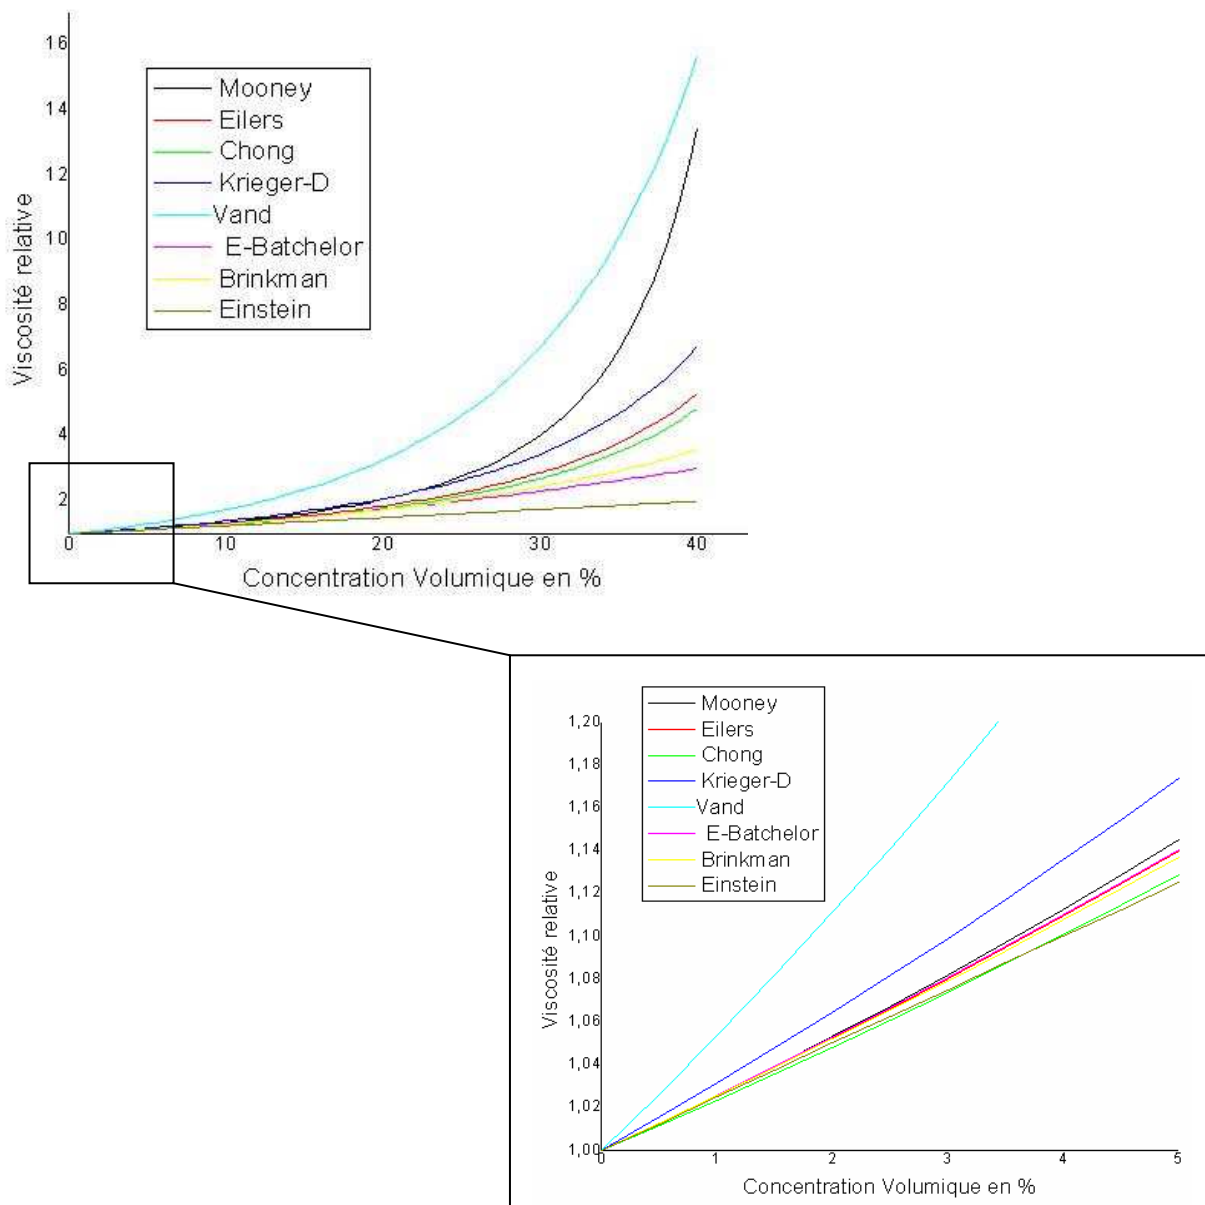 16
14
12
10
8
6
4
2
Viscosité relative
Mooney
Eilers
Chong
Krieger-D
Vand
E-Batchelor
Brinkman
Einstein
0 10 20 30 40
Concentration Volumique en %
1,20
1,18
1,16
1,14
1,12
1,10
1,08
1,06
1,04
1,02
1,00
Viscosité relative
Mooney
Eilers
Chong
Krieger-D
Vand
E-Batchelor
Brinkman
Einstein
0 1 2 3 4 5
Concentration Volumique en %